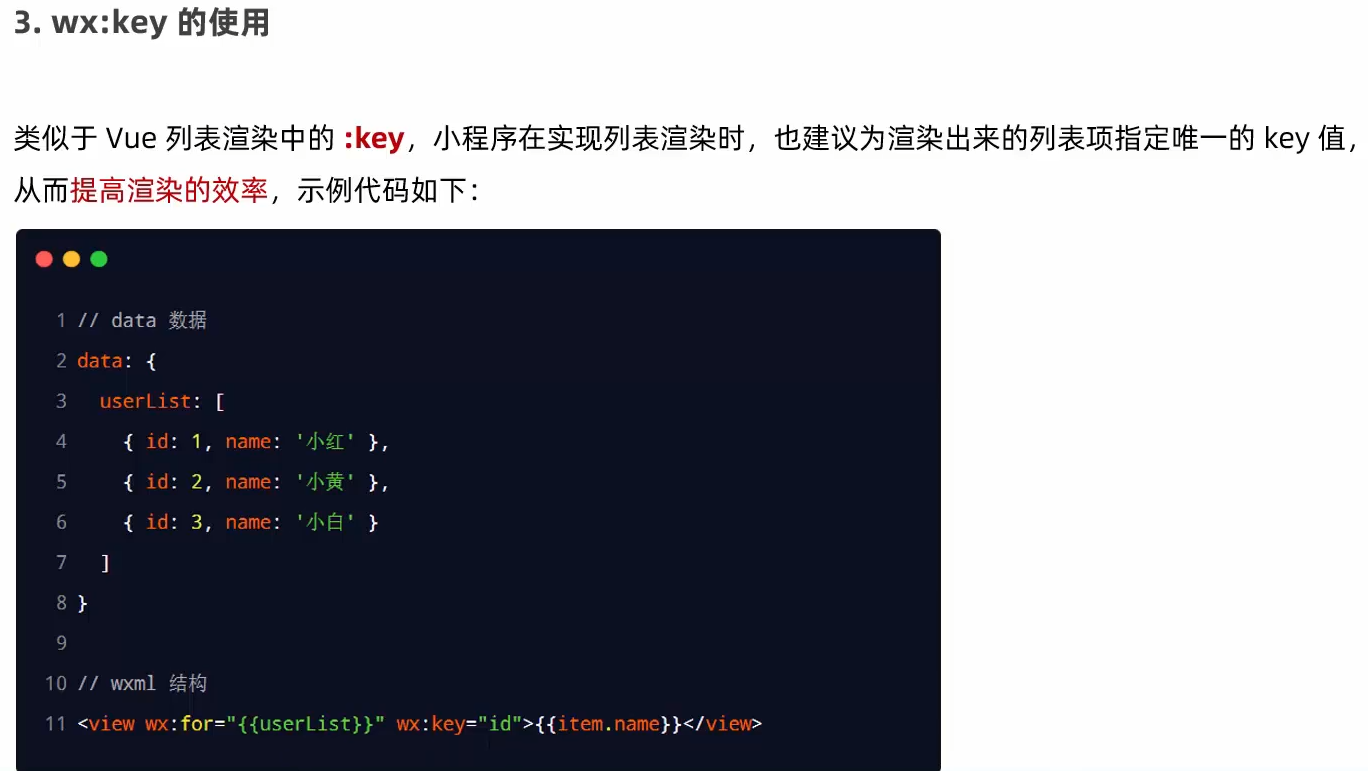 3. wx:key 的使用
类似于 Vue 列表渲染中的 :key，小程序在实现列表渲染时，也建议为渲染出来的列表项指定唯一的 key 值，
从而提高渲染的效率，示例代码如下：
1 // data 数据
2 data: {
3   userList: [
4     { id: 1, name: '小红' },
5     { id: 2, name: '小黄' },
6     { id: 3, name: '小白' }
7   ]
8 }
9
10 // wxml 结构
11 <view wx:for="{{userList}}" wx:key="id">{{item.name}}</view>